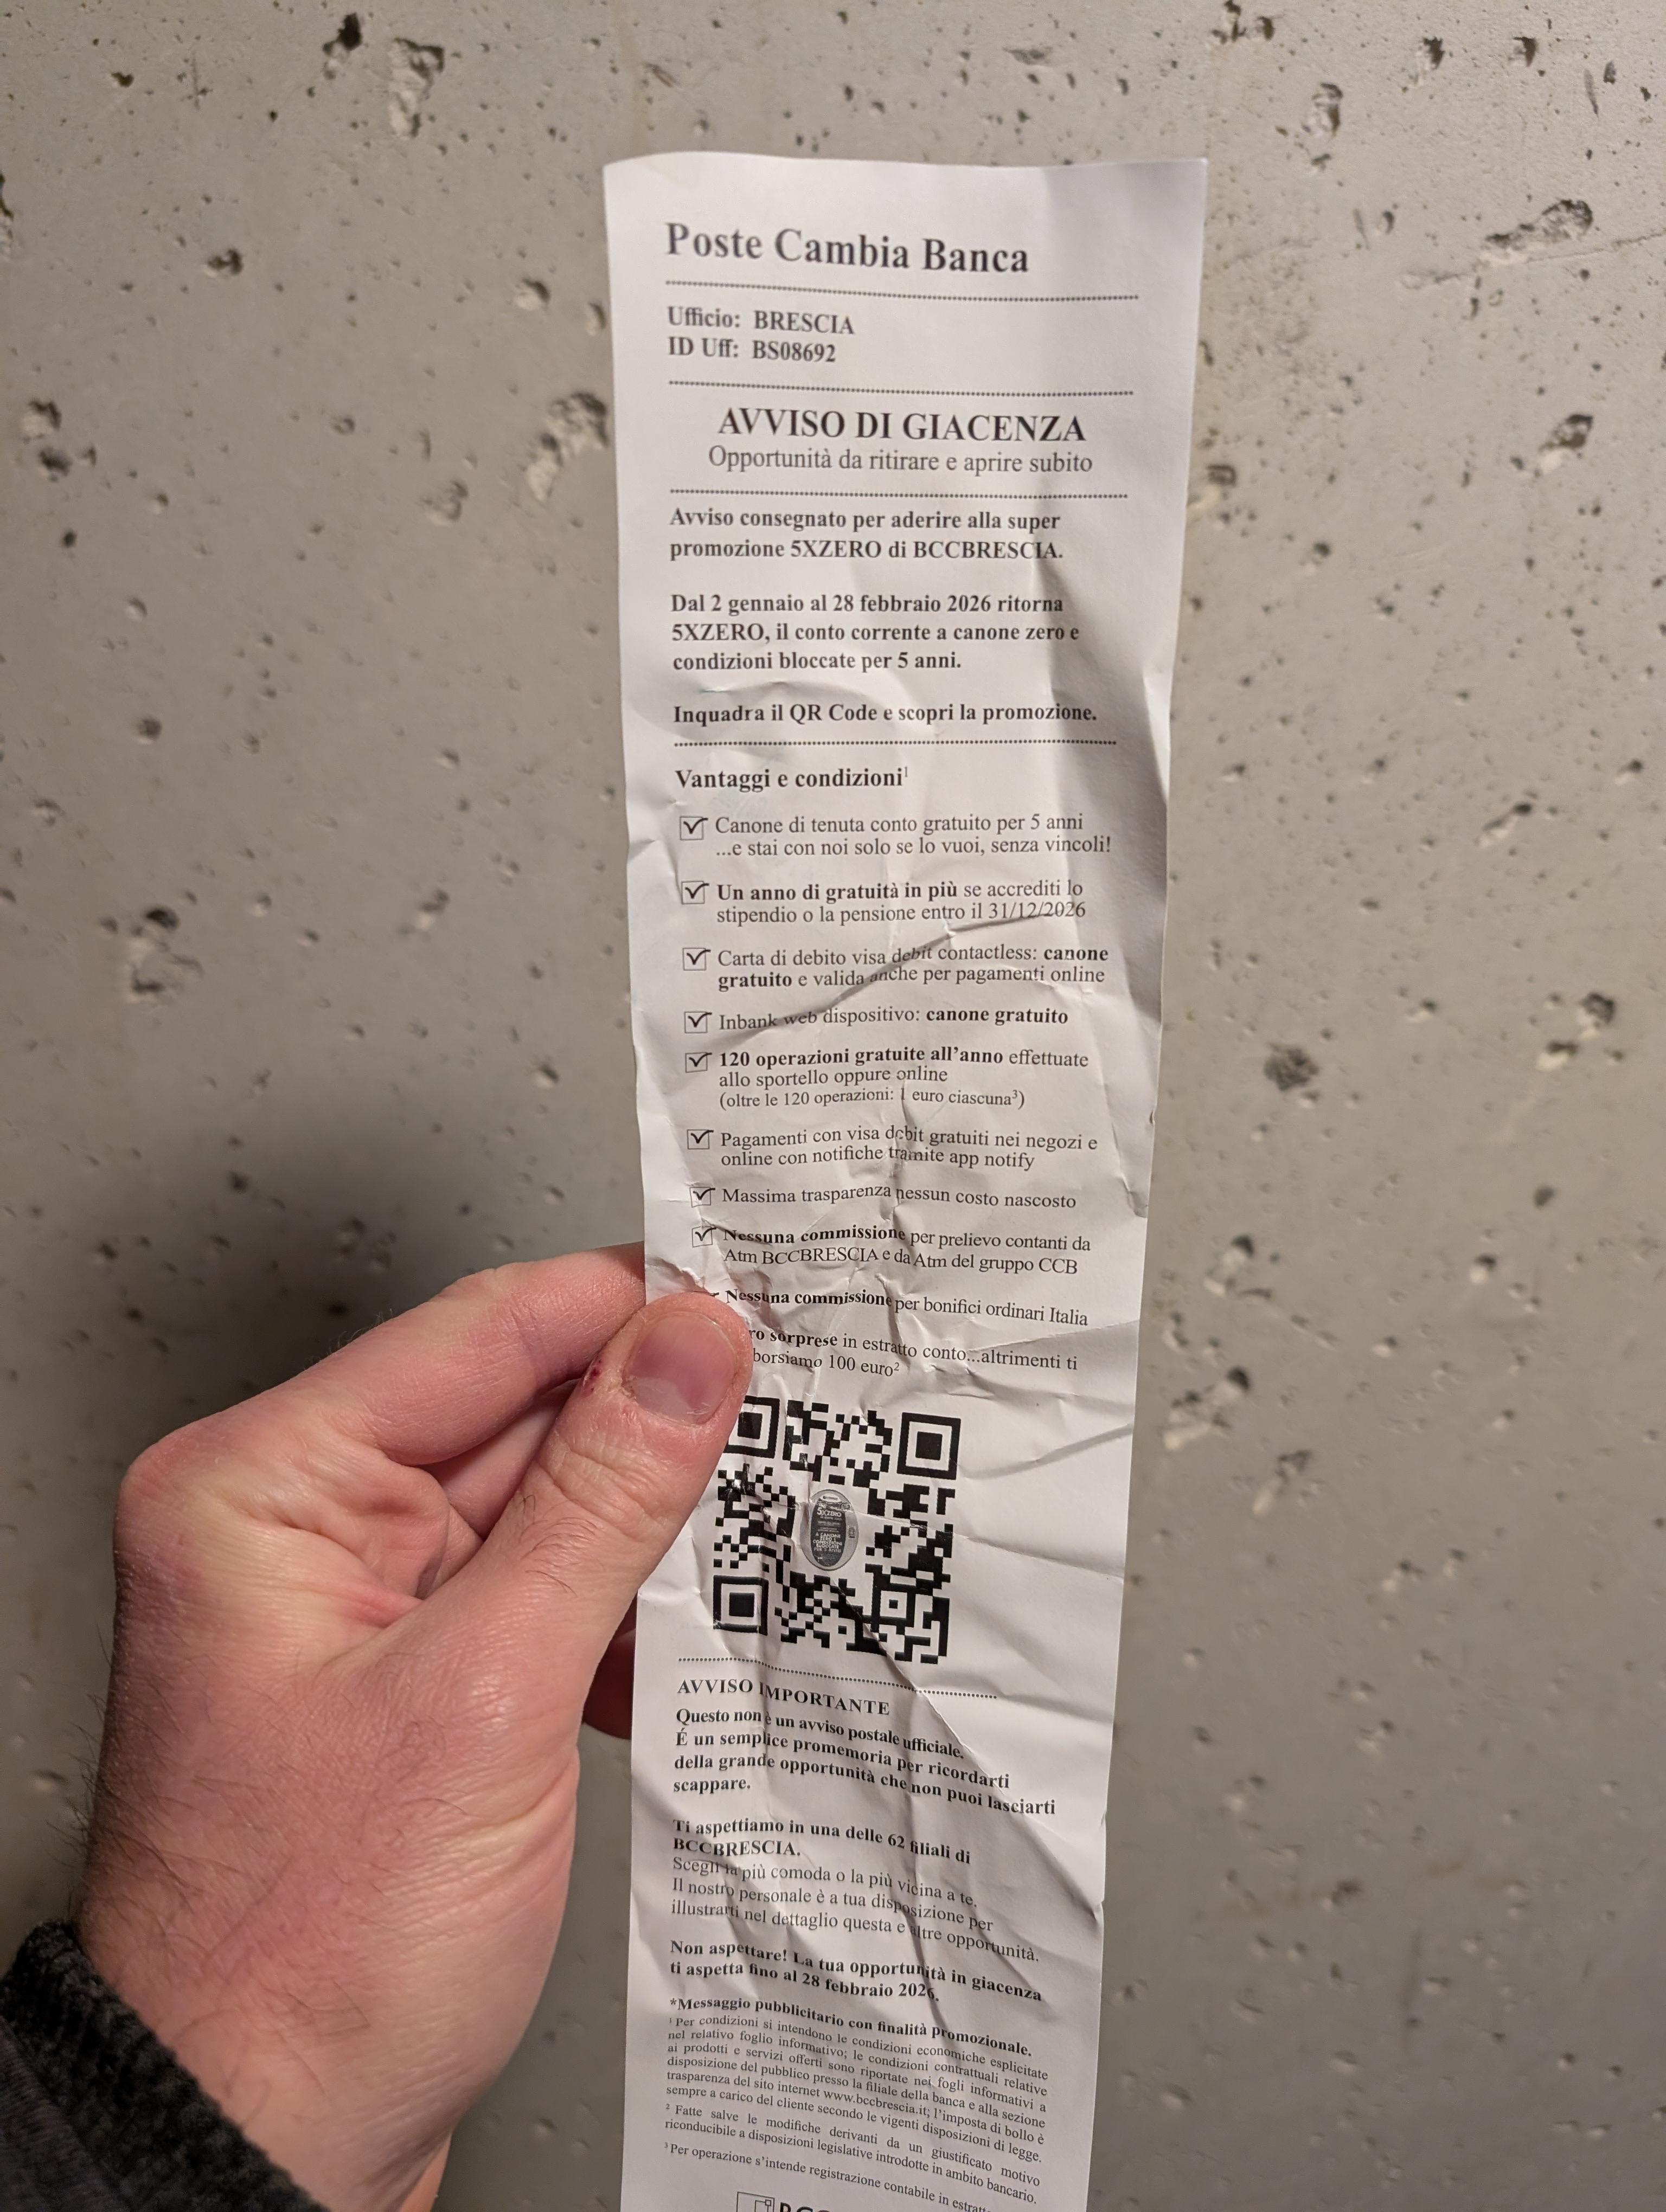 Poste Cambia Banca
Ufficio: BRESCIA
ID Uff: BS08692
AVVISO DI GIACENZA
Opportunità da ritirare e aprire subito
Avviso consegnato per aderire alla super
promozione 5XZERO di BCCBRESCIA.
Dal 2 gennaio al 28 febbraio 2026 ritorna
5XZERO, il conto corrente a canone zero e
condizioni bloccate per 5 anni.
Inquadra il QR Code e scopri la promozione.
Vantaggi e condizioni¹
Canone di tenuta conto gratuito per 5 anni
...e stai con noi solo se lo vuoi, senza vincoli!
Un anno di gratuità in più se accrediti lo
stipendio o la pensione entro il 31/12/2026
Carta di debito visa debit contactless: canone
gratuito e valida anche per pagamenti online
Inbank web dispositivo: canone gratuito
120 operazioni gratuite all'anno effettuate
allo sportello oppure online
(oltre le 120 operazioni: 1 euro ciascuna³)
Pagamenti con visa debit gratuiti nei negozi e
online con notifiche tramite app notify
Massima trasparenza nessun costo nascosto
Nessuna commissione per prelievo contanti da
Atm BCCBRESCIA e da Atm del gruppo CCB
Nessuna commissione per bonifici ordinari Italia
ro sorprese in estratto conto...altrimenti ti
borsiamo 100 euro²
5XZERO
AVVISO IMPORTANTE
Questo non è un avviso postale ufficiale.
É un semplice promemoria per ricordarti
della grande opportunità che non puoi lasciarti
scappare.
Ti aspettiamo in una delle 62 filiali di
BCCBRESCIA.
Scegli la più comoda o la più vicina a te.
Il nostro personale è a tua disposizione per
illustrarti nel dettaglio questa e altre opportunità.
Non aspettare! La tua opportunità in giacenza
ti aspetta fino al 28 febbraio 2026.
*Messaggio pubblicitario con finalità promozionale.
¹ Per condizioni si intendono le condizioni economiche esplicitate
nel relativo foglio informativo; le condizioni contrattuali relative
ai prodotti e servizi offerti sono riportate nei fogli informativi a
disposizione del pubblico presso la filiale della banca e alla sezione
trasparenza del sito internet www.bccbrescia.it; l'imposta di bollo è
sempre a carico del cliente secondo le vigenti disposizioni di legge.
² Fatte salve le modifiche derivanti da un giustificato motivo
riconducibile a disposizioni legislative introdotte in ambito bancario.
³ Per operazione s'intende registrazione contabile in